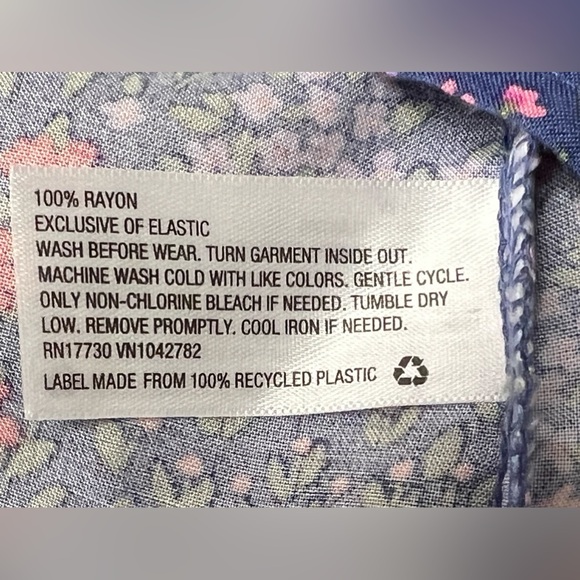 100% RAYON
EXCLUSIVE OF ELASTIC
WASH BEFORE WEAR. TURN GARMENT INSIDE OUT.
MACHINE WASH COLD WITH LIKE COLORS. GENTLE CYCLE.
ONLY NON-CHLORINE BLEACH IF NEEDED. TUMBLE DRY
LOW. REMOVE PROMPTLY. COOL IRON IF NEEDED.
RN17730 VN1042782
LABEL MADE FROM 100% RECYCLED PLASTIC